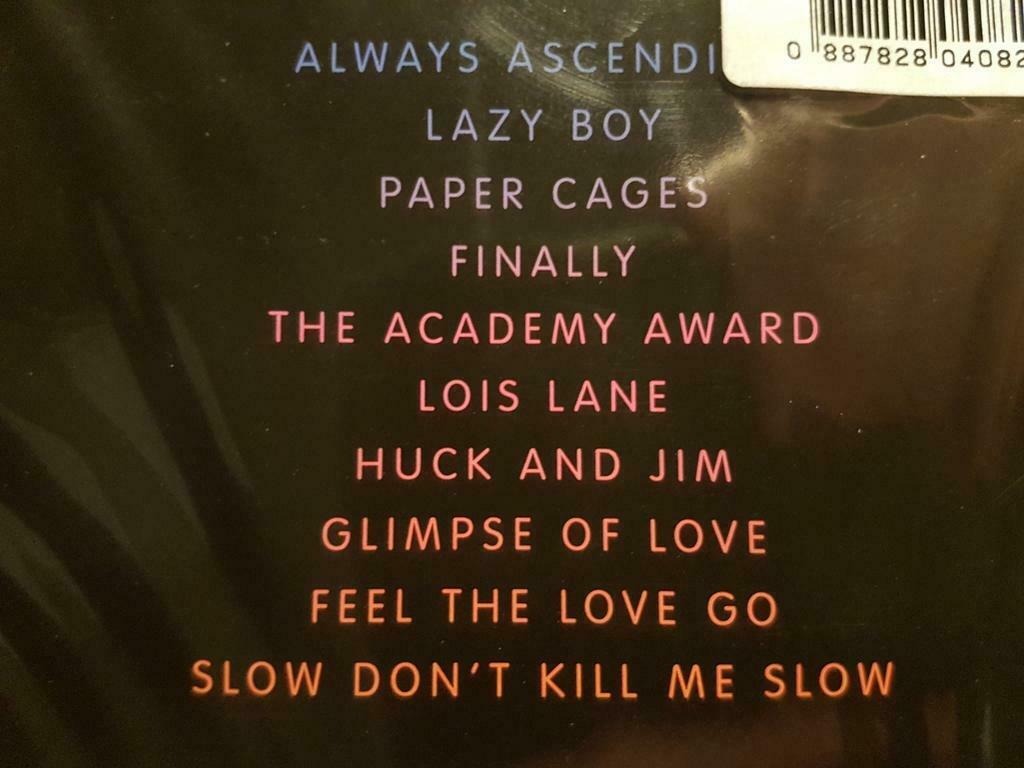 ALWAYS ASCENDI
0 887828 04082
LAZY BOY
PAPER CAGES
FINALLY
THE ACADEMY AWARD
LOIS LANE
HUCK AND JIM
GLIMPSE OF LOVE
FEEL THE LOVE GO
SLOW DON'T KILL ME SLOW